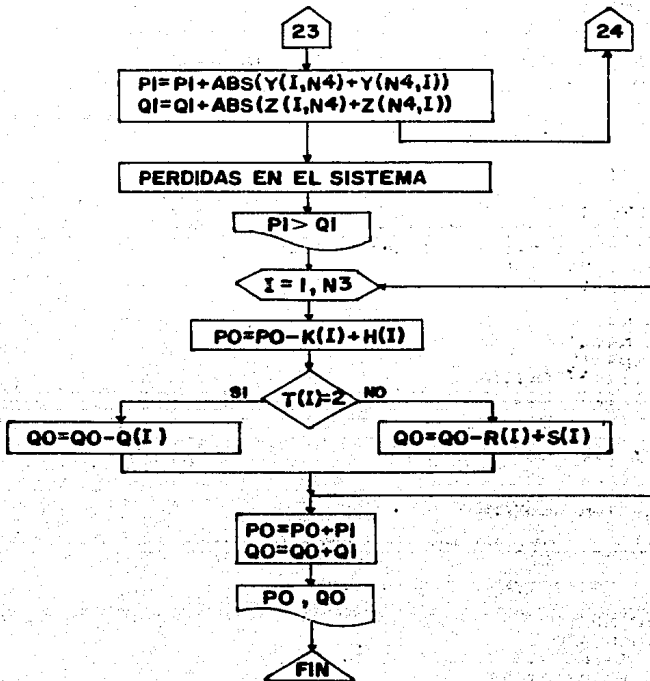 23
24
PI=PI+ABS(Y(I,N4)+Y(N4,I))
QI=QI+ABS(Z(I,N4)+Z(N4,I))
PERDIDAS EN EL SISTEMA
PI> QI
I = 1, N3
PO=PO-K(I)+H(I)
SI
T(I)=2
NO
QO=QO-Q(I)
QO=QO-R(I)+S(I)
PO=PO+PI
QO=QO+QI
PO, QO
FIN